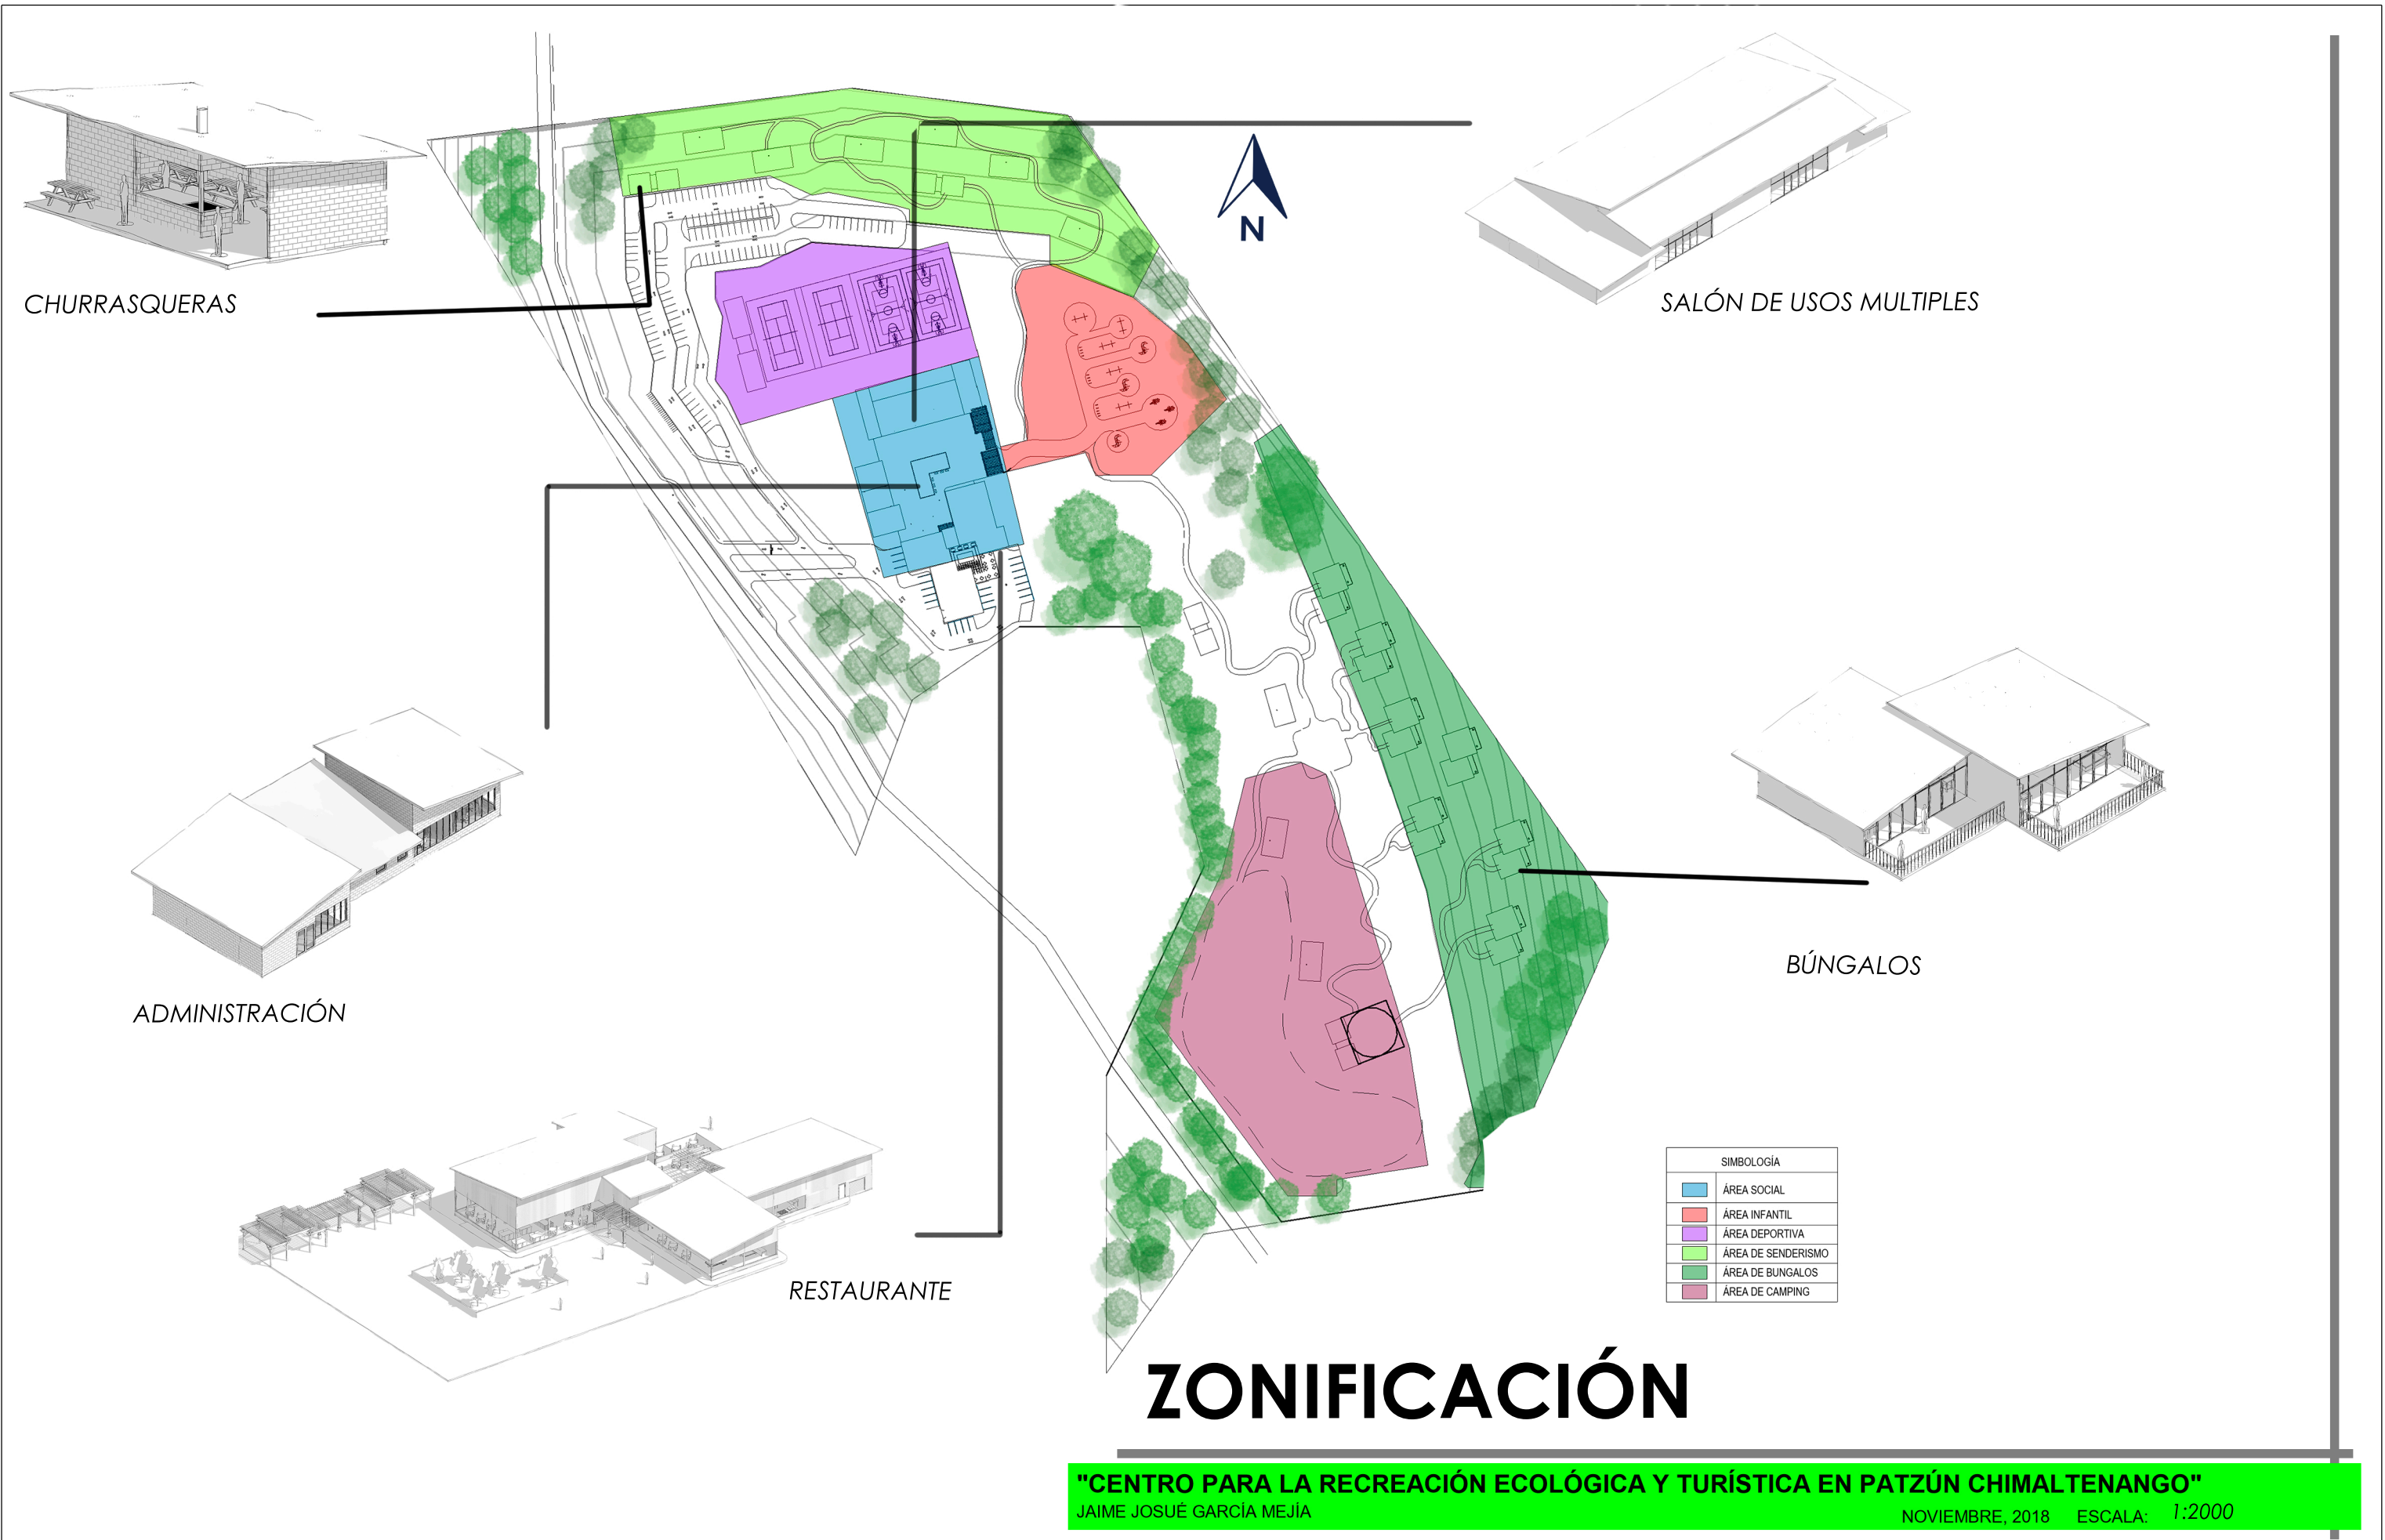 CHURRASQUERAS
N
SALÓN DE USOS MULTIPLES
ADMINISTRACIÓN
BÚNGALOS
RESTAURANTE
SIMBOLOGÍA
ÁREA SOCIAL
ÁREA INFANTIL
ÁREA DEPORTIVA
ÁREA DE SENDERISMO
ÁREA DE BUNGALOS
ÁREA DE CAMPING
ZONIFICACIÓN
"CENTRO PARA LA RECREACIÓN ECOLÓGICA Y TURÍSTICA EN PATZÚN CHIMALTENANGO"
JAIME JOSUÉ GARCÍA MEJÍA
NOVIEMBRE, 2018 ESCALA: 1:2000